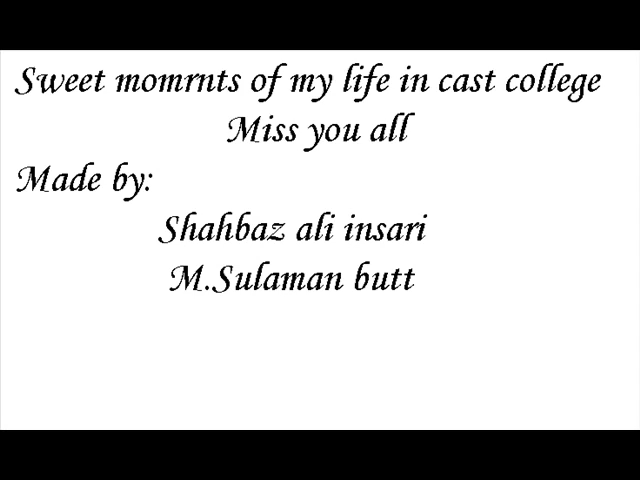 Sweet momrnts of my life in cast college
Miss you all
Made by:
Shahbaz ali insari
M.Sulaman butt